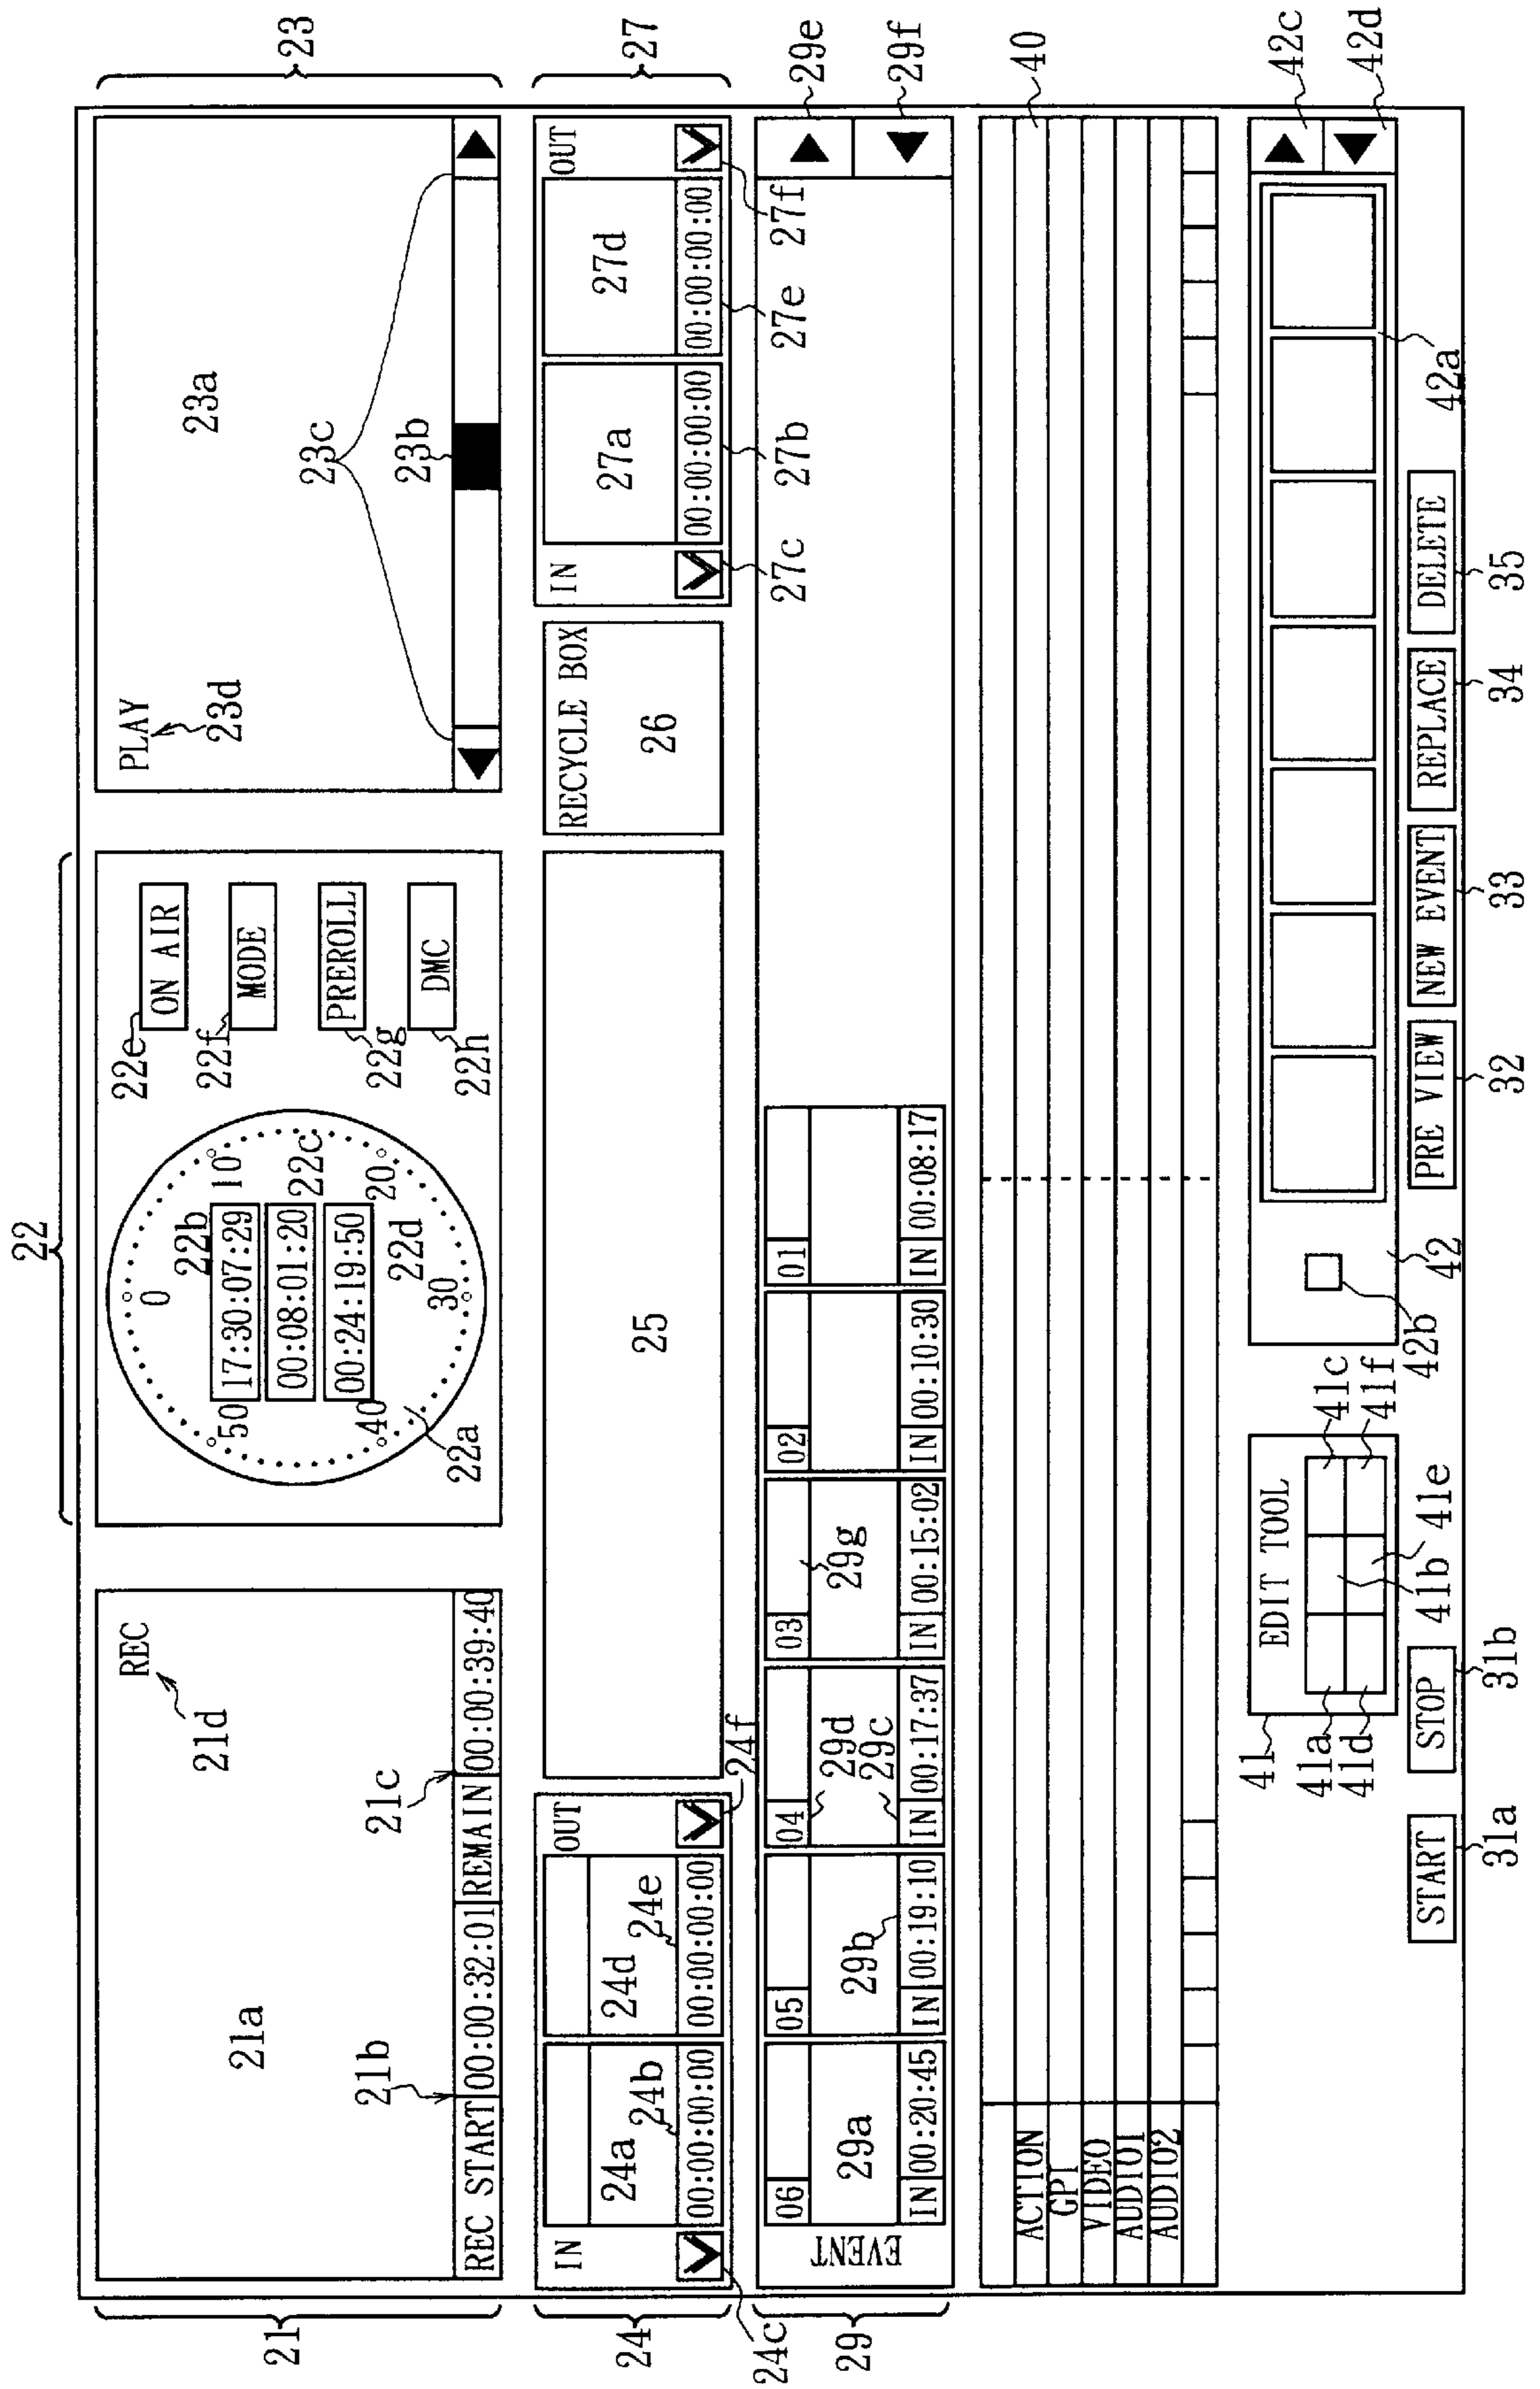 22
23
21
21a
21d
REC
21b
21c
REC START
00:00:32:01
REMAIN
00:00:39:40
0
10
20
30
40
50
22b
17:30:07:29
00:08:01:20
22c
00:24:19:50
22d
22a
22e
ON AIR
22f
MODE
PREROLL
22g
DMC
22h
PLAY
23d
23a
23c
23b
24
27
IN
24a
24b
00:00:00:00
24d
24e
00:00:00:00
OUT
24c
24f
25
RECYCLE BOX
26
IN
27a
00:00:00:00
27d
00:00:00:00
OUT
27c
27b
27e
27f
29
EVENT
06
29a
IN 00:20:45
05
29b
IN 00:19:10
04
29d
29c
IN 00:17:37
03
29g
IN 00:15:02
02
IN 00:10:30
01
IN 00:08:17
29e
29f
ACTION
GPI
VIDEO
AUDIO1
AUDIO2
40
41
EDIT TOOL
41a
41d
41b
41e
41c
41f
42b
42
42a
42c
42d
START
STOP
PRE VIEW
NEW EVENT
REPLACE
DELETE
31a
31b
32
33
34
35